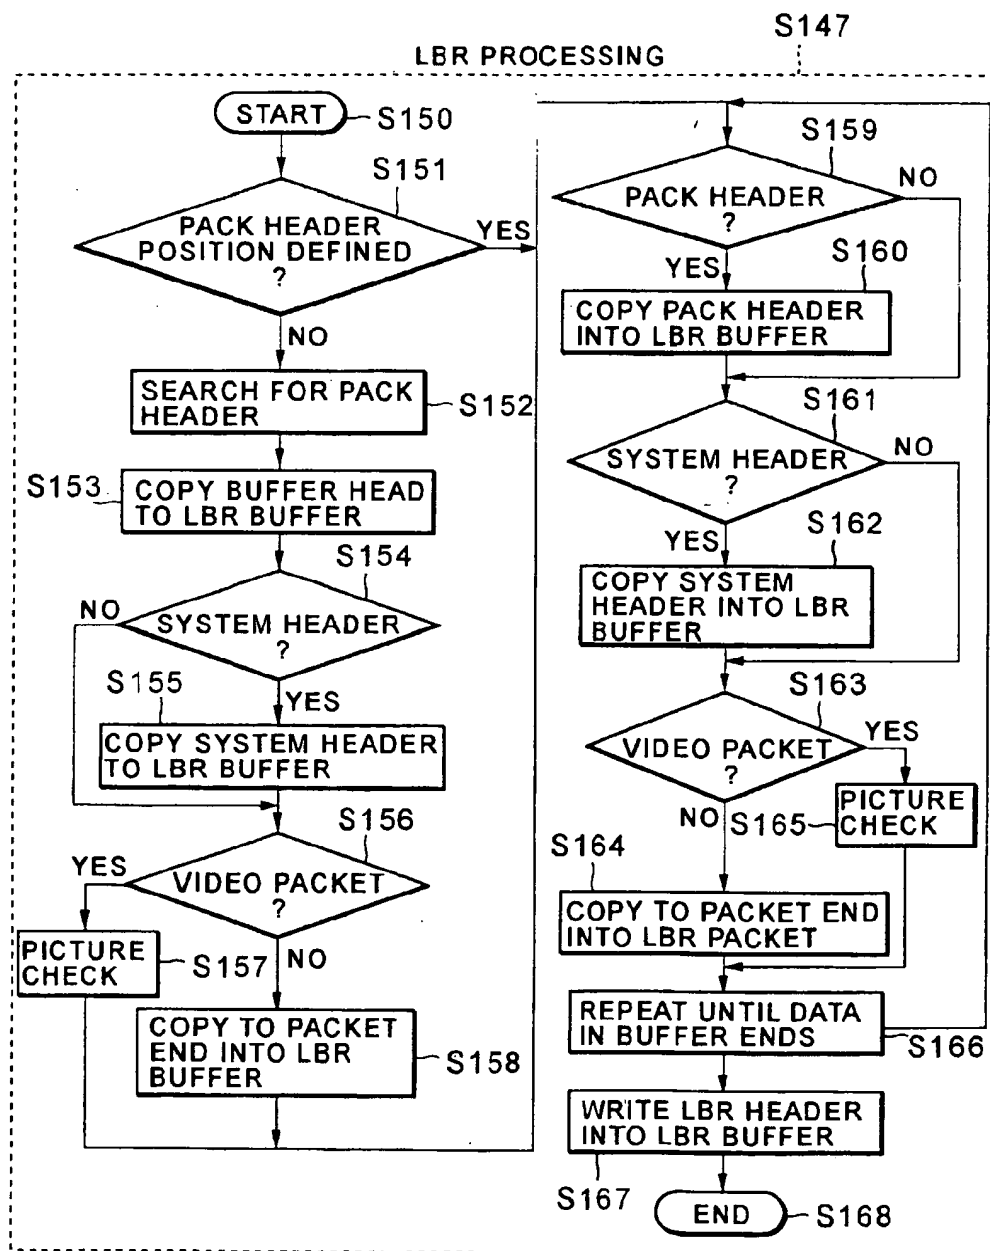 S147
LBR PROCESSING
START
S150
S151
PACK HEADER
POSITION DEFINED
?
YES
NO
SEARCH FOR PACK
HEADER
S152
S153
COPY BUFFER HEAD
TO LBR BUFFER
S154
NO
SYSTEM HEADER
?
S155
YES
COPY SYSTEM HEADER
TO LBR BUFFER
S156
YES
VIDEO PACKET
?
PICTURE
CHECK
S157
NO
COPY TO PACKET
END INTO LBR
BUFFER
S158
S159
PACK HEADER
?
NO
YES
S160
COPY PACK HEADER
INTO LBR BUFFER
S161
SYSTEM HEADER
?
NO
YES
S162
COPY SYSTEM
HEADER INTO LBR
BUFFER
S163
VIDEO PACKET
?
YES
NO
S165
PICTURE
CHECK
S164
COPY TO PACKET END
INTO LBR PACKET
REPEAT UNTIL DATA
IN BUFFER ENDS
S166
WRITE LBR HEADER
INTO LBR BUFFER
S167
END
S168